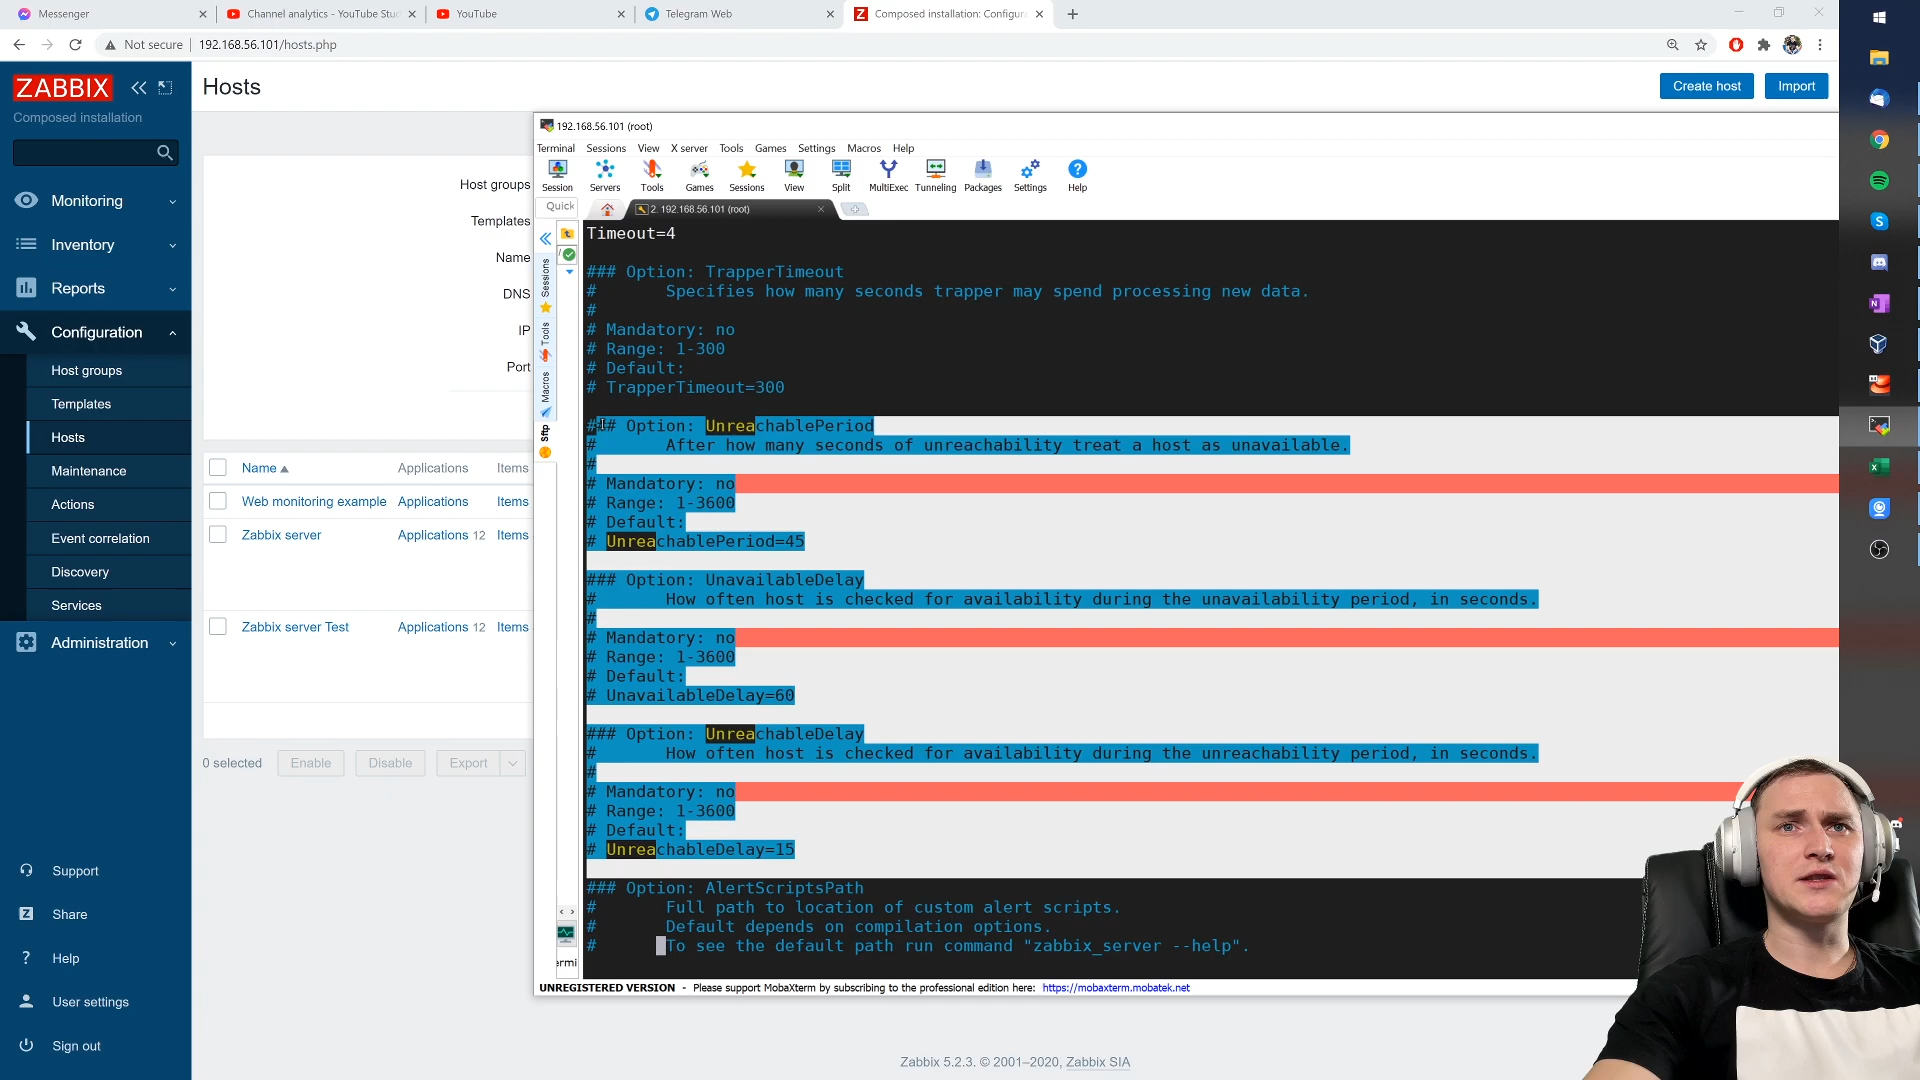 Messenger
Channel analytics - YouTube Stu
YouTube
Telegram Web
Composed installation: Configura
Not secure
192.168.56.101/hosts.php
ZABBIX
Composed installation
Monitoring
Inventory
Reports
Configuration
Host groups
Templates
Hosts
Maintenance
Actions
Event correlation
Discovery
Services
Administration
Support
Share
Help
User settings
Sign out
Hosts
Create host
Import
Host groups
Templates
Name
DNS
IP
Port
Name
Applications
Items
Web monitoring example
Applications
Items
Zabbix server
Applications 12
Items
Zabbix server Test
Applications 12
Items
0 selected
Enable
Disable
Export
192.168.56.101 (root)
Terminal Sessions View X server Tools Games Settings Macros Help
Session Servers Tools Games Sessions View Split MultiExec Tunneling Packages Settings Help
Quick
2. 192.168.56.101 (root)
Sessions
Tools
Macros
Sftp
Timeout=4
### Option: TrapperTimeout
# Specifies how many seconds trapper may spend processing new data.
#
# Mandatory: no
# Range: 1-300
# Default:
# TrapperTimeout=300
### Option: UnreachablePeriod
# After how many seconds of unreachability treat a host as unavailable.
#
# Mandatory: no
# Range: 1-3600
# Default:
# UnreachablePeriod=45
### Option: UnavailableDelay
# How often host is checked for availability during the unavailability period, in seconds.
#
# Mandatory: no
# Range: 1-3600
# Default:
# UnavailableDelay=60
### Option: UnreachableDelay
# How often host is checked for availability during the unreachability period, in seconds.
#
# Mandatory: no
# Range: 1-3600
# Default:
# UnreachableDelay=15
### Option: AlertScriptsPath
# Full path to location of custom alert scripts.
# Default depends on compilation options.
# To see the default path run command "zabbix_server --help".
ermi
UNREGISTERED VERSION - Please support MobaXterm by subscribing to the professional edition here: https://mobaxterm.mobatek.net
Zabbix 5.2.3. © 2001–2020, Zabbix SIA